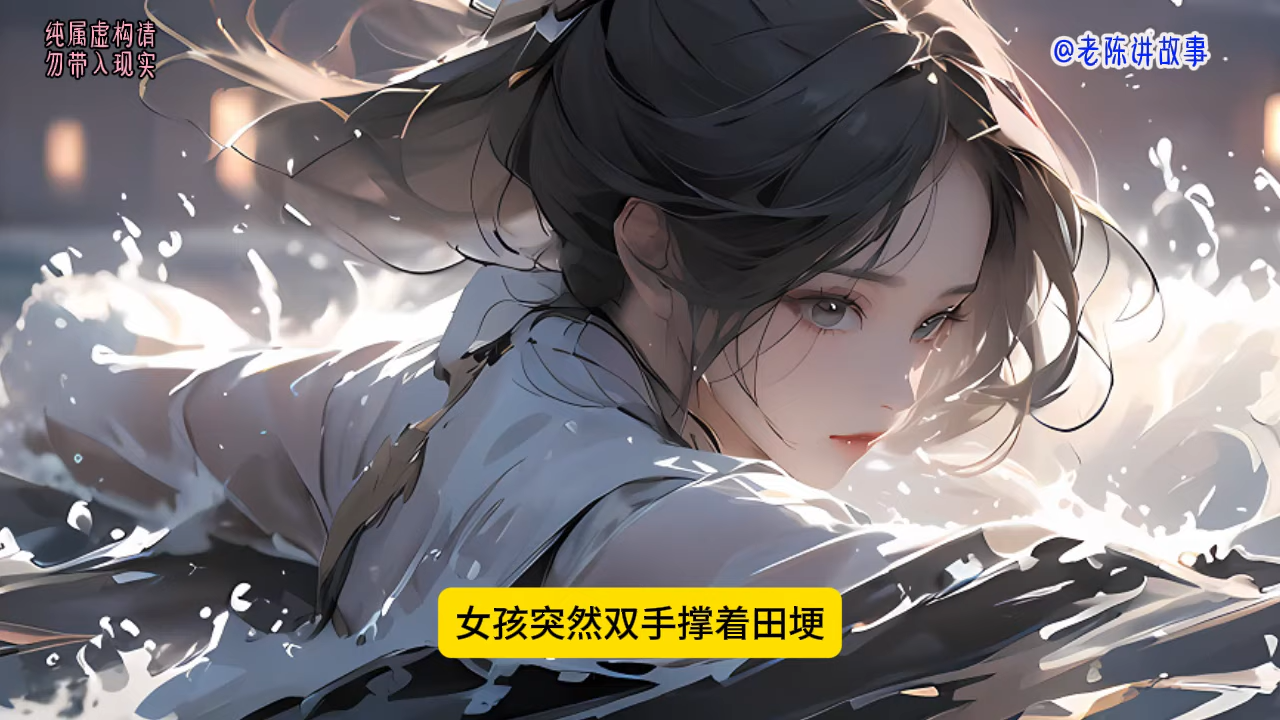 纯属虚构请
勿带入现实
@老陈讲故事
女孩突然双手撑着田埂